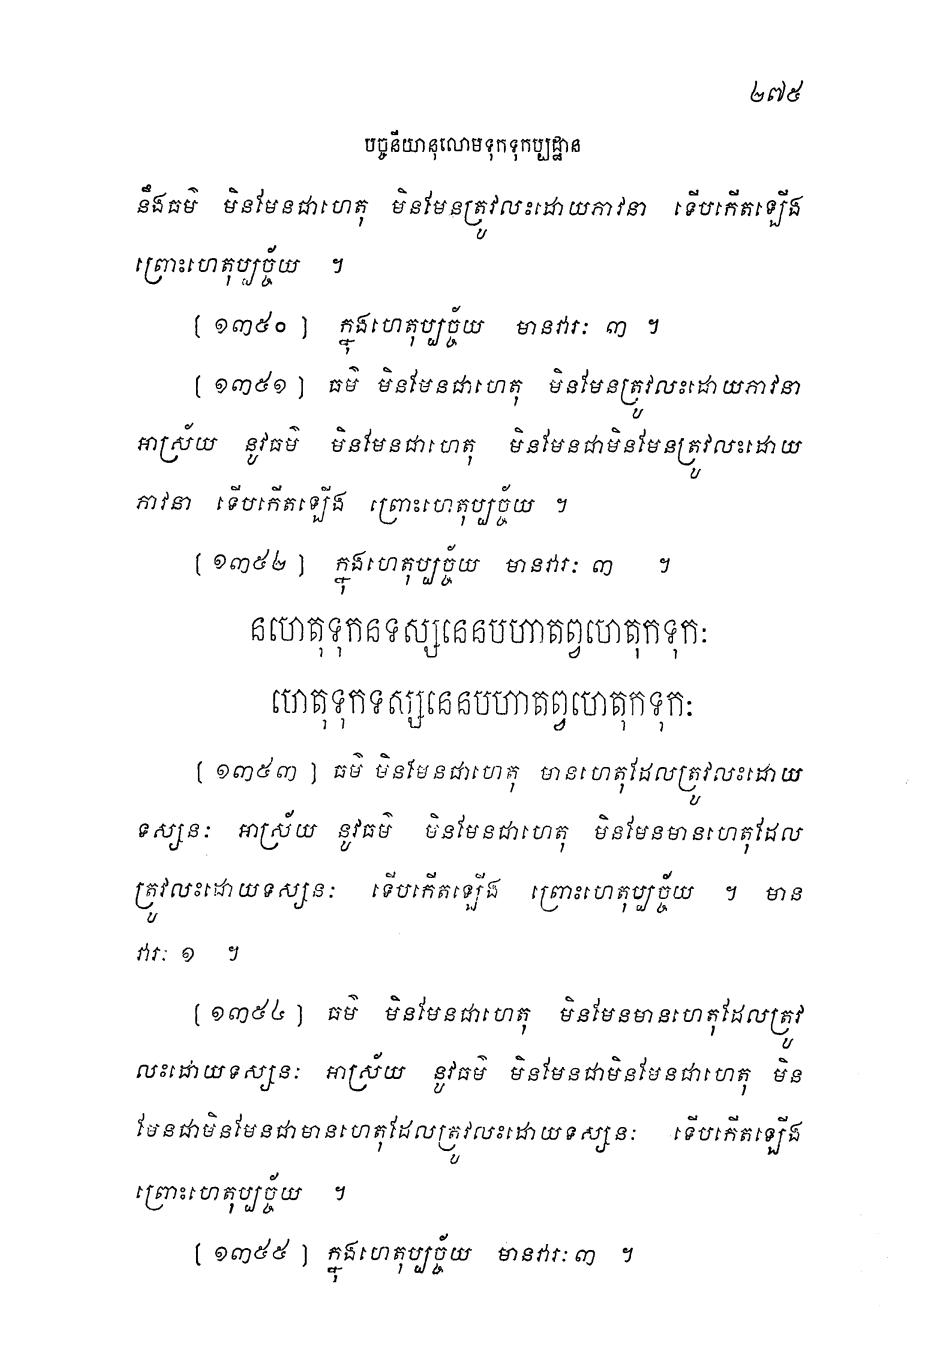 ២៧៥
បច្ចនីយានុលោមទុកទុកប្បដ្ឋាន
នឹងធម៌ មិនមែនជាហេតុ មិនមែនត្រូវលះដោយភាវនា ទើបកើតឡើង
ព្រោះហេតុប្បច្ច័យ ។
[ ១៣៥០ ] ក្នុងហេតុប្បច្ច័យ មានវារៈ ៣ ។
[ ១៣៥១ ] ធម៌ មិនមែនជាហេតុ មិនមែនត្រូវលះដោយភាវនា
អាស្រ័យ នូវធម៌ មិនមែនជាហេតុ មិនមែនជាមិនមែនត្រូវលះដោយ
ភាវនា ទើបកើតឡើង ព្រោះហេតុប្បច្ច័យ ។
[ ១៣៥២ ] ក្នុងហេតុប្បច្ច័យ មានវារៈ ៣ ។
នហេតុទុកនទស្សនេនបហាតព្វហេតុកទុកៈ
ហេតុទុកទស្សនេនបហាតព្វហេតុកទុកៈ
[ ១៣៥៣ ] ធម៌ មិនមែនជាហេតុ មានហេតុដែលត្រូវលះដោយ
ទស្សនៈ អាស្រ័យ នូវធម៌ មិនមែនជាហេតុ មិនមែនមានហេតុដែល
ត្រូវលះដោយទស្សនៈ ទើបកើតឡើង ព្រោះហេតុប្បច្ច័យ ។ មាន
វារៈ ១ ។
[ ១៣៥៤ ] ធម៌ មិនមែនជាហេតុ មិនមែនមានហេតុដែលត្រូវ
លះដោយទស្សនៈ អាស្រ័យ នូវធម៌ មិនមែនជាមិនមែនជាហេតុ មិន
មែនជាមិនមែនជាមានហេតុដែលត្រូវលះដោយទស្សនៈ ទើបកើតឡើង
ព្រោះហេតុប្បច្ច័យ ។
[ ១៣៥៥ ] ក្នុងហេតុប្បច្ច័យ មានវារៈ ៣ ។